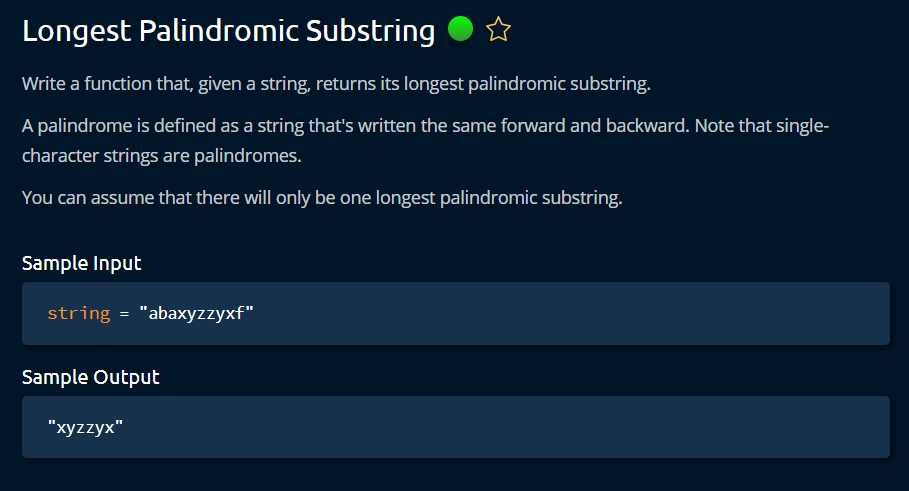 Longest Palindromic Substring
Write a function that, given a string, returns its longest palindromic substring.
A palindrome is defined as a string that's written the same forward and backward. Note that single-
character strings are palindromes.
You can assume that there will only be one longest palindromic substring.
Sample Input
string = "abaxyzzyxf"
Sample Output
"xyzzyx"